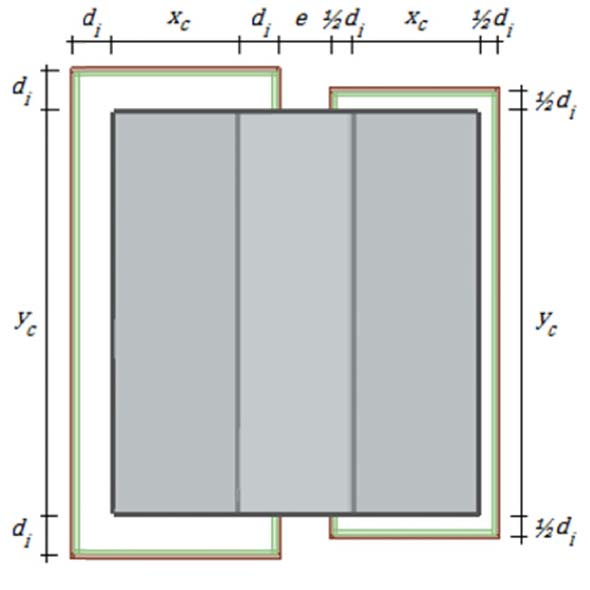 d_i x_c d_i e ½d_i x_c ½d_i
d_i ½d_i
y_c y_c
d_i ½d_i